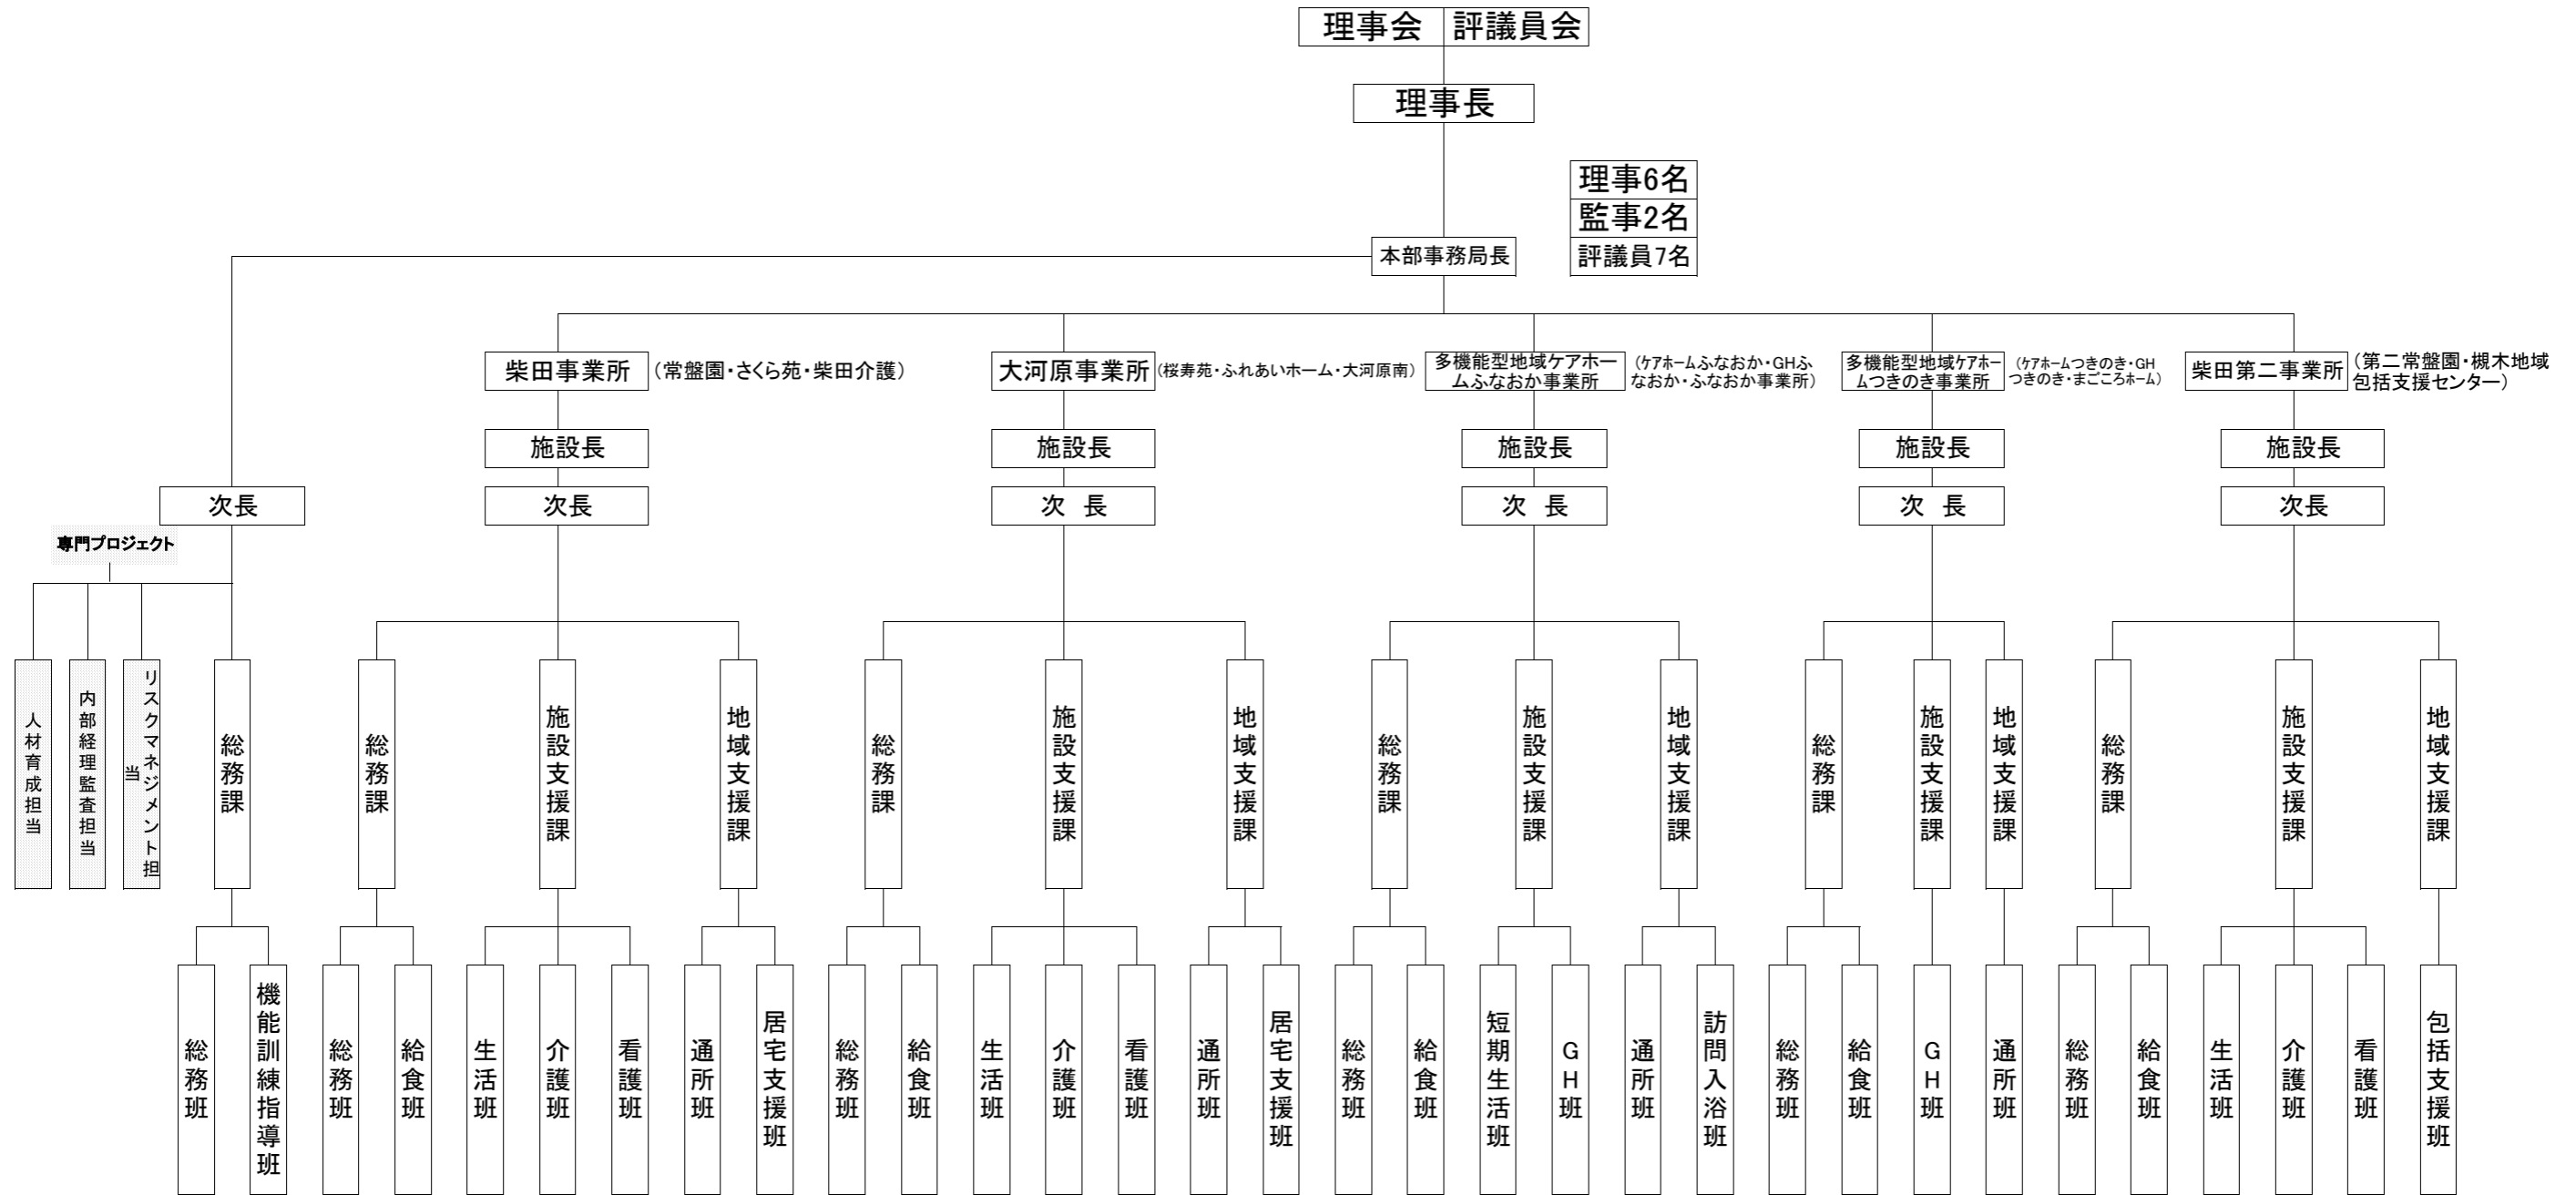 理事会 評議員会
理事長
理事6名
監事2名
評議員7名
本部事務局長
柴田事業所
（常盤園・さくら苑・柴田介護）
大河原事業所
（桜寿苑・ふれあいホーム・大河原南）
多機能型地域ケアホー
ムふなおか事業所
（ｹｱﾎｰﾑふなおか・GHふ
なおか・ふなおか事業所）
多機能型地域ｹｱﾎｰ
ﾑつきのき事業所
（ｹｱﾎｰﾑつきのき・GH
つきのき・まごころﾎｰﾑ）
柴田第二事業所
（第二常盤園・槻木地域
包括支援センター）
施設長
施設長
施設長
施設長
施設長
次長
次長
次 長
次 長
次 長
次長
専門プロジェクト
人材育成担当
内部経理監査担当
リスクマネジメント担
当
総務課
総務課
施設支援課
地域支援課
総務課
施設支援課
地域支援課
総務課
施設支援課
地域支援課
総務課
施設支援課
地域支援課
総務課
施設支援課
地域支援課
総務班
機能訓練指導班
総務班
給食班
生活班
介護班
看護班
通所班
居宅支援班
総務班
給食班
生活班
介護班
看護班
通所班
居宅支援班
総務班
給食班
短期生活班
GH班
通所班
訪問入浴班
総務班
給食班
GH班
通所班
総務班
給食班
生活班
介護班
看護班
包括支援班